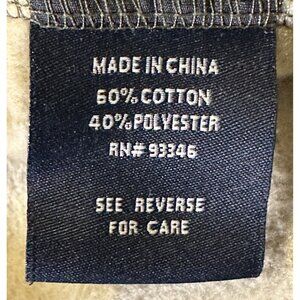 MADE IN CHINA
60% COTTON
40% POLYESTER
RN# 93346
SEE REVERSE
FOR CARE